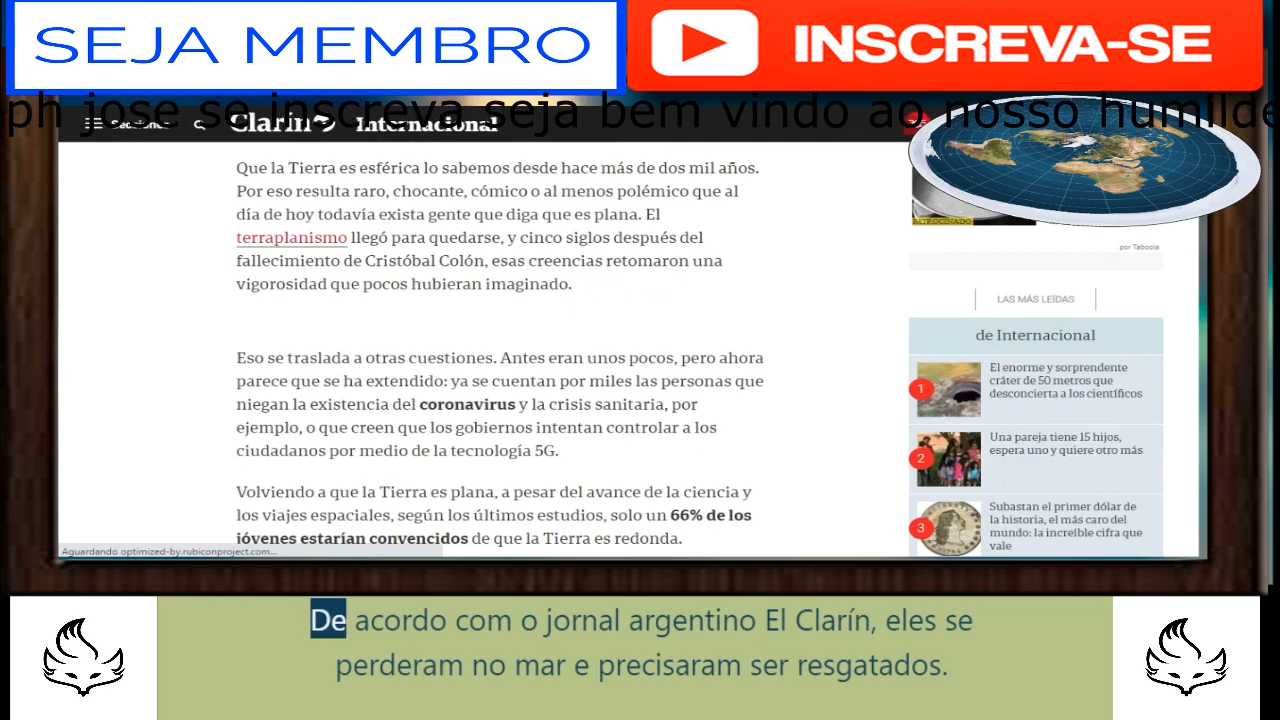 SEJA MEMBRO
INSCREVA-SE
ph jose se inscreva seja bem vindo ao nosso humilde
Secciones
Clarín
Internacional
Que la Tierra es esférica lo sabemos desde hace más de dos mil años.
Por eso resulta raro, chocante, cómico o al menos polémico que al
día de hoy todavía exista gente que diga que es plana. El
terraplanismo llegó para quedarse, y cinco siglos después del
fallecimiento de Cristóbal Colón, esas creencias retomaron una
vigorosidad que pocos hubieran imaginado.
Eso se traslada a otras cuestiones. Antes eran unos pocos, pero ahora
parece que se ha extendido: ya se cuentan por miles las personas que
niegan la existencia del coronavirus y la crisis sanitaria, por
ejemplo, o que creen que los gobiernos intentan controlar a los
ciudadanos por medio de la tecnología 5G.
Volviendo a que la Tierra es plana, a pesar del avance de la ciencia y
los viajes espaciales, según los últimos estudios, solo un 66% de los
jóvenes estarían convencidos de que la Tierra es redonda.
Aguardando optimized-by.rubiconproject.com...
PATROCINADO
por Taboola
LAS MÁS LEÍDAS
de Internacional
1
El enorme y sorprendente
cráter de 50 metros que
desconcierta a los científicos
2
Una pareja tiene 15 hijos,
espera uno y quiere otro más
3
Subastan el primer dólar de
la historia, el más caro del
mundo: la increíble cifra que
vale
De acordo com o jornal argentino El Clarín, eles se
perderam no mar e precisaram ser resgatados.